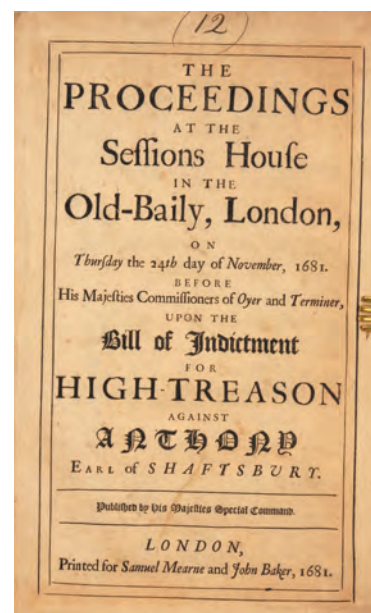 (12)
THE
PROCEEDINGS
AT THE
Seſſions Houſe
IN THE
Old-Baily, London,
ON
Thurſday the 24th day of November, 1681.
BEFORE
His Majeſties Commiſſioners of Oyer and Terminer,
UPON THE
Bill of Indictment
FOR
HIGH-TREASON
AGAINST
ANTHONY
EARL of SHAFTSBURY.
Publiſhed by His Majeſties Special Command.
LONDON,
Printed for Samuel Mearne and John Baker, 1681.